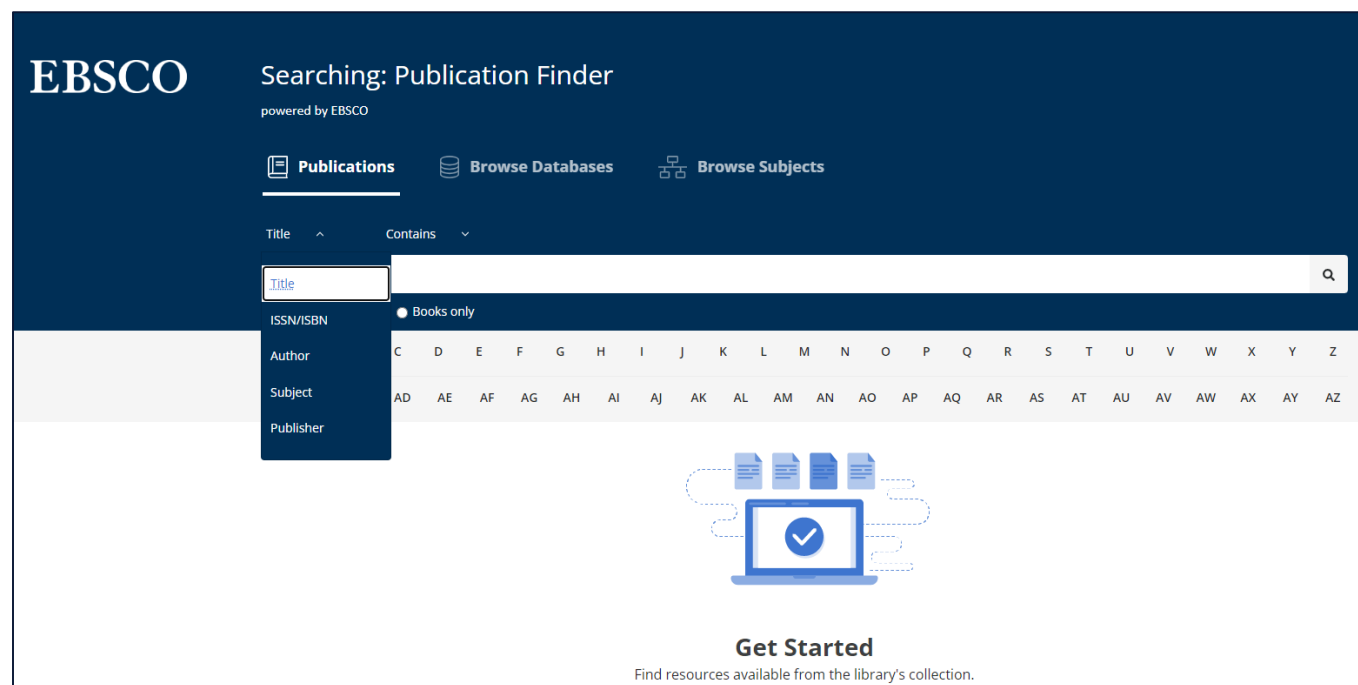 EBSCO
Searching: Publication Finder
powered by EBSCO
Publications Browse Databases Browse Subjects
Title Contains
Title
ISSN/ISBN
Author
Subject
Publisher
Books only
C D E F G H I J K L M N O P Q R S T U V W X Y Z
AD AE AF AG AH AI AJ AK AL AM AN AO AP AQ AR AS AT AU AV AW AX AY AZ
Get Started
Find resources available from the library's collection.